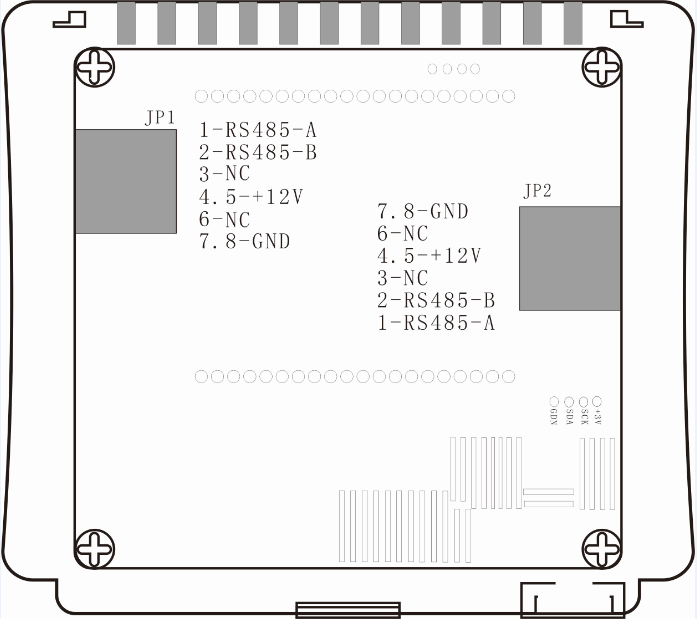 JP1
1-RS485-A
2-RS485-B
3-NC
4.5-+12V
6-NC
7.8-GND
JP2
7.8-GND
6-NC
4.5-+12V
3-NC
2-RS485-B
1-RS485-A
GDN
SDA
SCK
+3V